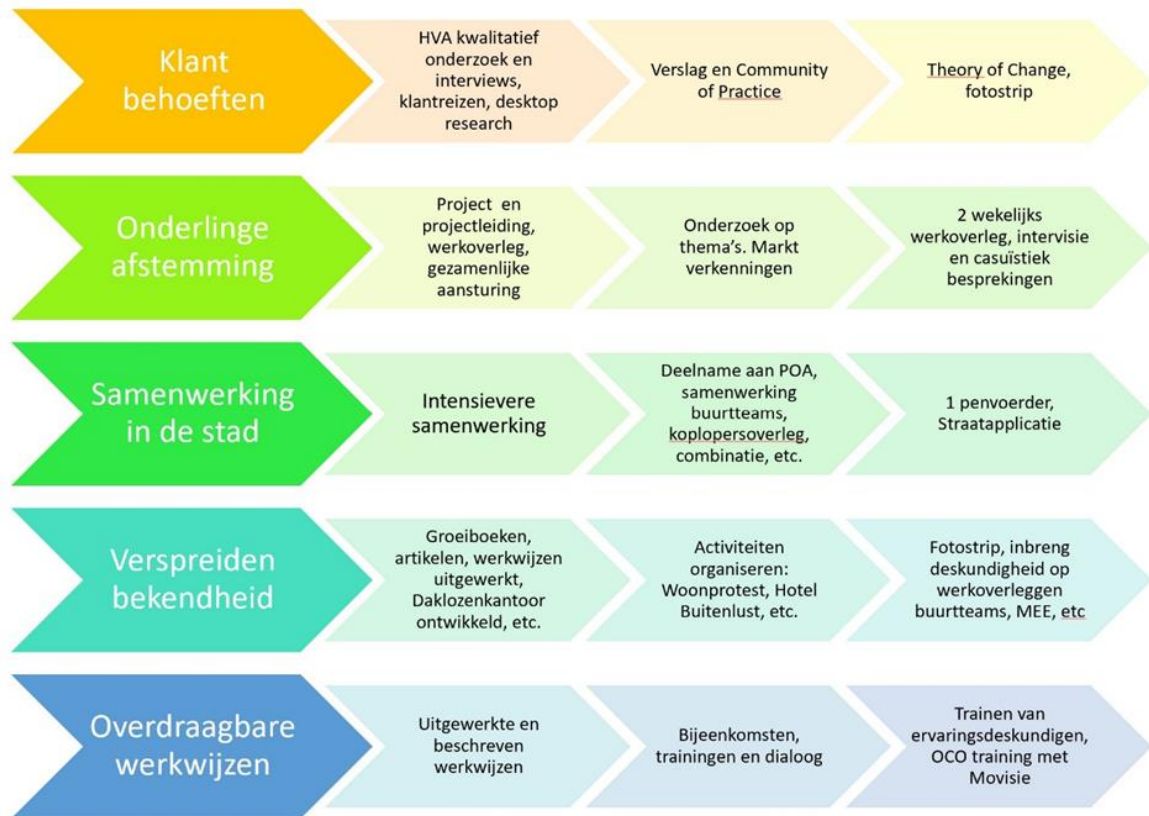 Klant
behoeften
HVA kwalitatief
onderzoek en
interviews,
klantreizen, desktop
research
Verslag en Community
of Practice
Theory of Change,
fotostrip
Onderlinge
afstemming
Project en
projectleiding,
werkoverleg,
gezamenlijke
aansturing
Onderzoek op
thema's. Markt
verkenningen
2 wekelijks
werkoverleg, intervisie
en casuïstiek
besprekingen
Samenwerking
in de stad
Intensievere
samenwerking
Deelname aan POA,
samenwerking
buurtteams,
koplopersoverleg,
combinatie, etc.
1 penvoerder,
Straatapplicatie
Verspreiden
bekendheid
Groeiboeken,
artikelen, werkwijzen
uitgewerkt,
Daklozenkantoor
ontwikkeld, etc.
Activiteiten
organiseren:
Woonprotest, Hotel
Buitenlust, etc.
Fotostrip, inbreng
deskundigheid op
werkoverleggen
buurtteams, MEE, etc
Overdraagbare
werkwijzen
Uitgewerkte en
beschreven
werkwijzen
Bijeenkomsten,
trainingen en dialoog
Trainen van
ervaringsdeskundigen,
OCO training met
Movisie